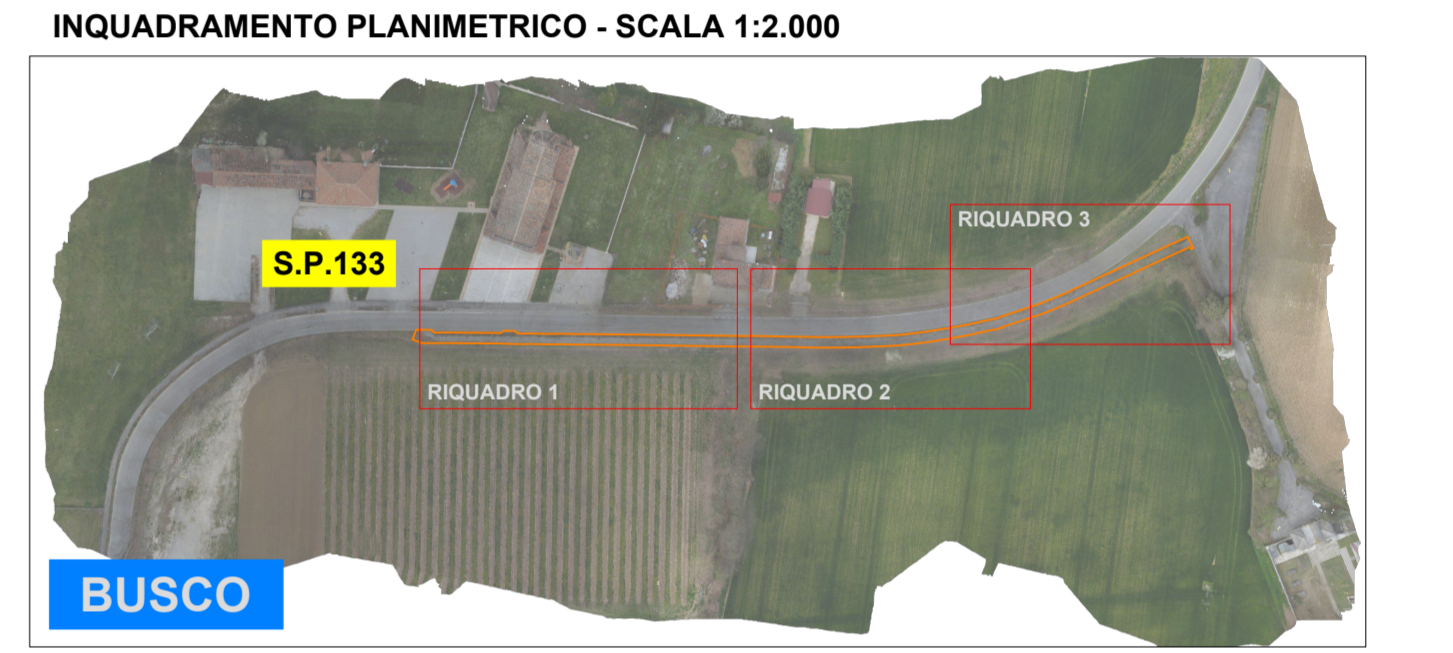 INQUADRAMENTO PLANIMETRICO - SCALA 1:2.000
RIQUADRO 3
S.P.133
RIQUADRO 1
RIQUADRO 2
BUSCO